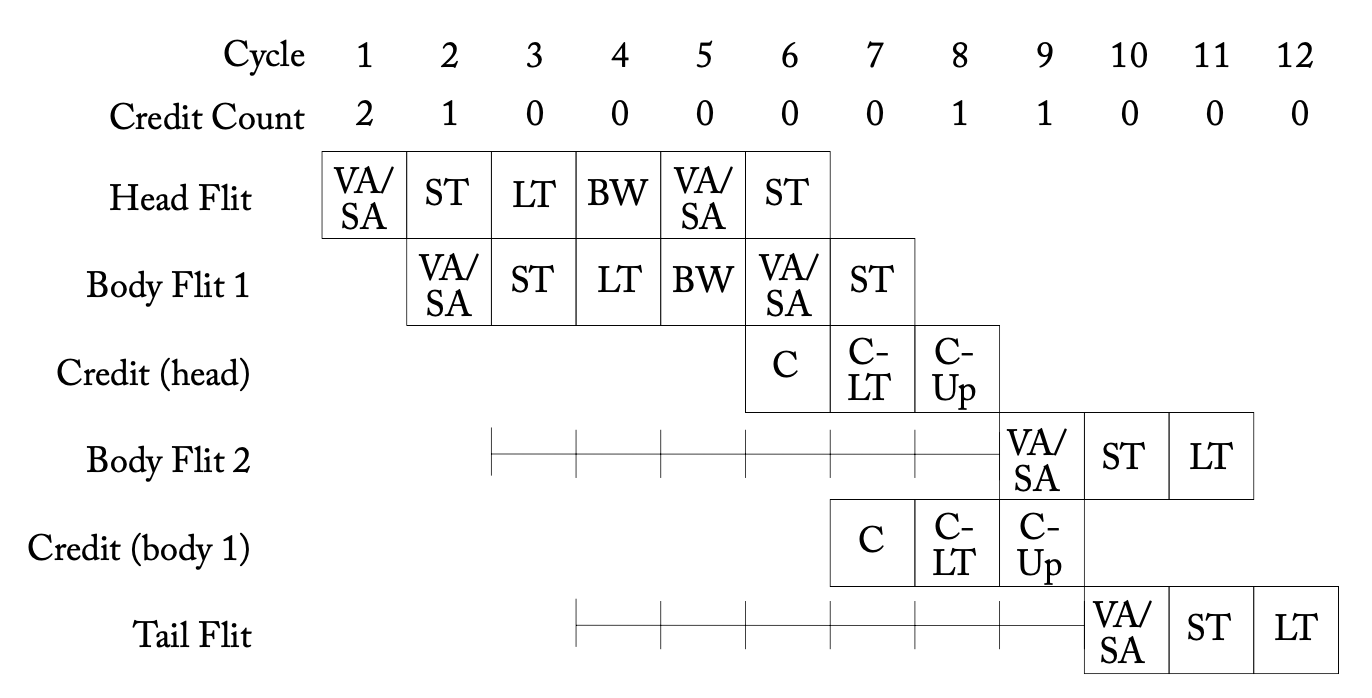 Cycle 1 2 3 4 5 6 7 8 9 10 11 12
Credit Count 2 1 0 0 0 0 0 1 1 0 0 0
Head Flit VA/SA ST LT BW VA/SA ST
Body Flit 1 VA/SA ST LT BW VA/SA ST
Credit (head) C C-LT C-Up
Body Flit 2 VA/SA ST LT
Credit (body 1) C C-LT C-Up
Tail Flit VA/SA ST LT